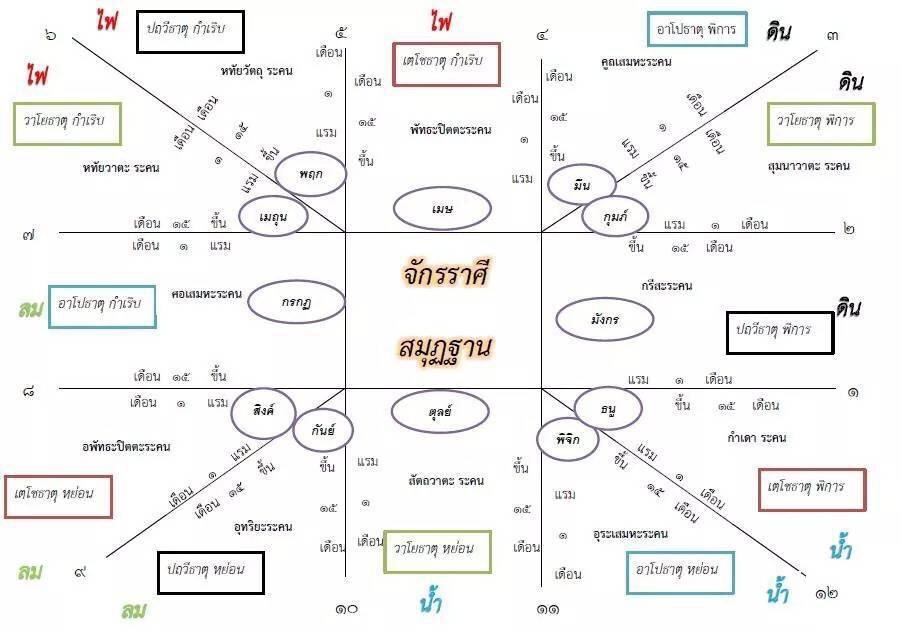 ๖
ไฟ
ปถวีธาตุ กำเริบ
๕
ไฟ
๔
อาโปธาตุ พิการ
ดิน
๓
เตโชธาตุ กำเริบ
หทัยวัตถุ ระคน
คูถเสมหะระคน
ไฟ
ดิน
วาโยธาตุ กำเริบ
วาโยธาตุ พิการ
เดือน
๑
แรม
เดือน
๑๕
ขึ้น
เดือน
๑
แรม
เดือน
๑๕
ขึ้น
พัทธะปิตตะระคน
เดือน
๑๕
ขึ้น
เดือน
๑
แรม
เดือน
๑
แรม
เดือน
๑๕
ขึ้น
หทัยวาตะ ระคน
สุมนาวาตะ ระคน
พฤก
เมถุน
เมษ
มีน
กุมภ์
๗
เดือน ๑๕ ขึ้น
เดือน ๑ แรม
แรม ๑ เดือน
ขึ้น ๑๕ เดือน
๒
จักรราศี
ศอเสมหะระคน
กรกฏ
กรีสะระคน
มังกร
ลม
อาโปธาตุ กำเริบ
ดิน
ปถวีธาตุ พิการ
สมุฏฐาน
๘
เดือน ๑๕ ขึ้น
เดือน ๑ แรม
แรม ๑ เดือน
ขึ้น ๑๕ เดือน
๑
สิงค์
กันย์
ตุลย์
พิจิก
ธนู
อพัทธะปิตตะระคน
กำเดา ระคน
เดือน ๑ แรม
เดือน ๑๕ ขึ้น
ขึ้น
๑๕
เดือน
แรม
๑
เดือน
สัตถวาตะ ระคน
ขึ้น
๑๕
เดือน
แรม
๑
เดือน
ขึ้น
๑๕
เดือน
แรม
๑
เดือน
เตโชธาตุ หย่อน
เตโชธาตุ พิการ
อุทริยะระคน
อุระเสมหะระคน
วาโยธาตุ หย่อน
น้ำ
ลม
๙
ปถวีธาตุ หย่อน
อาโปธาตุ หย่อน
น้ำ
๑๒
ลม
๑๐
น้ำ
๑๑